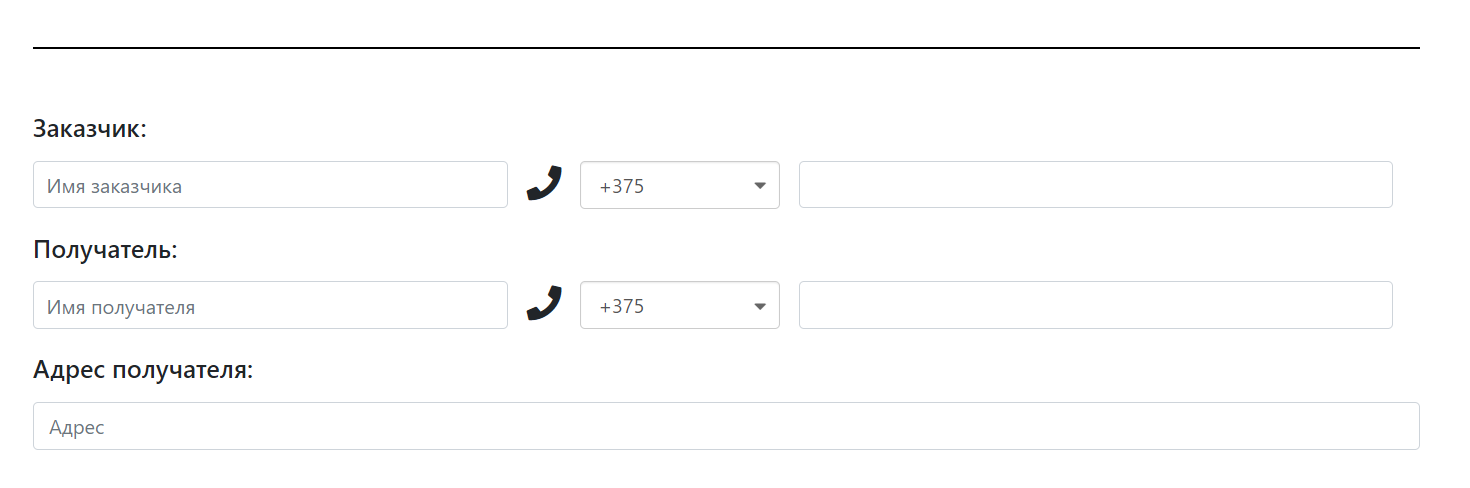 Заказчик:
Имя заказчика +375
Получатель:
Имя получателя +375
Адрес получателя:
Адрес